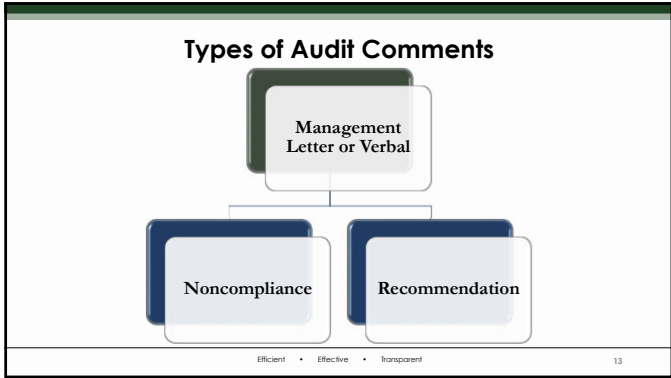 Types of Audit Comments
Management
Letter or Verbal
Noncompliance
Recommendation
Efficient • Effective • Transparent
13